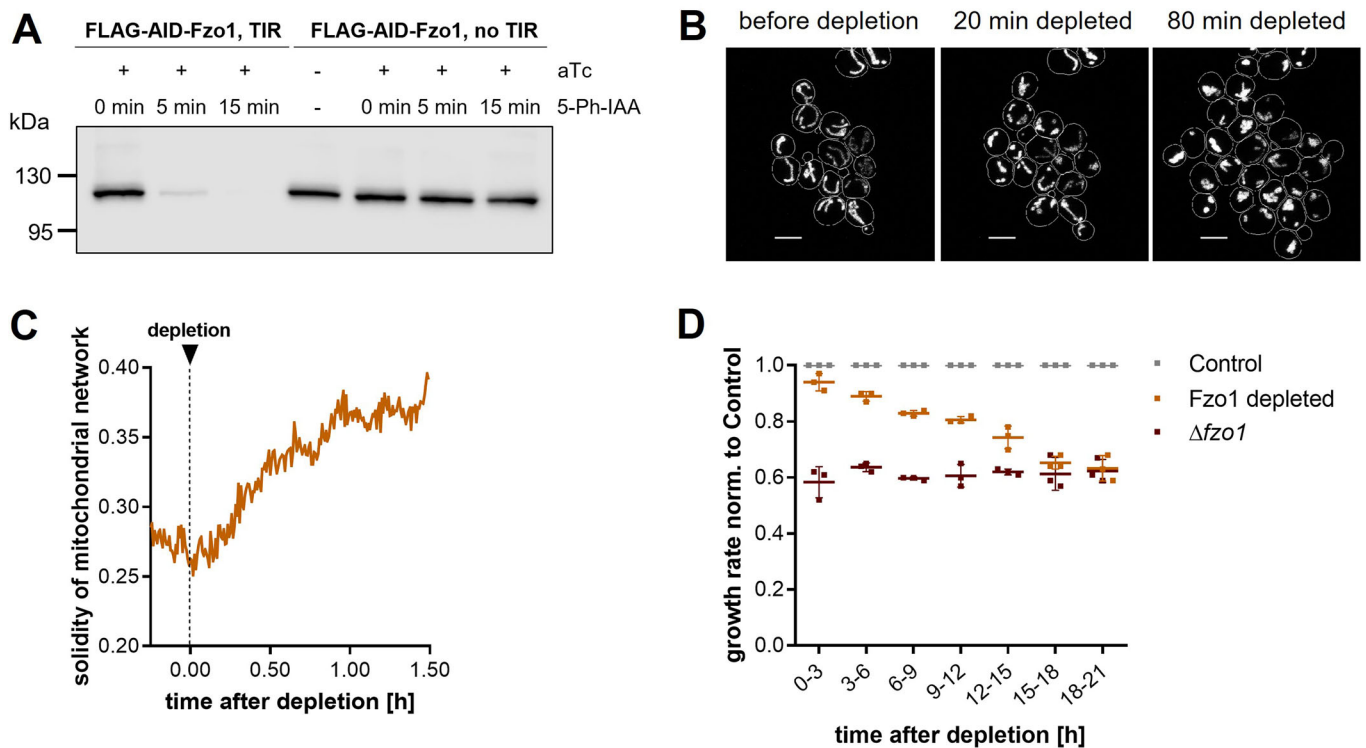 A
FLAG-AID-Fzo1, TIR FLAG-AID-Fzo1, no TIR
+ + + - + + + aTc
0 min 5 min 15 min - 0 min 5 min 15 min 5-Ph-IAA
kDa
130
95
B
before depletion 20 min depleted 80 min depleted
C
depletion
solidity of mitochondrial network
0.40
0.35
0.30
0.25
0.20
0.00 0.50 1.00 1.50
time after depletion [h]
D
growth rate norm. to Control
1.0
0.8
0.6
0.4
0.2
0.0
0-3 3-6 6-9 9-12 12-15 15-18 18-21
time after depletion [h]
Control
Fzo1 depleted
Δfzo1